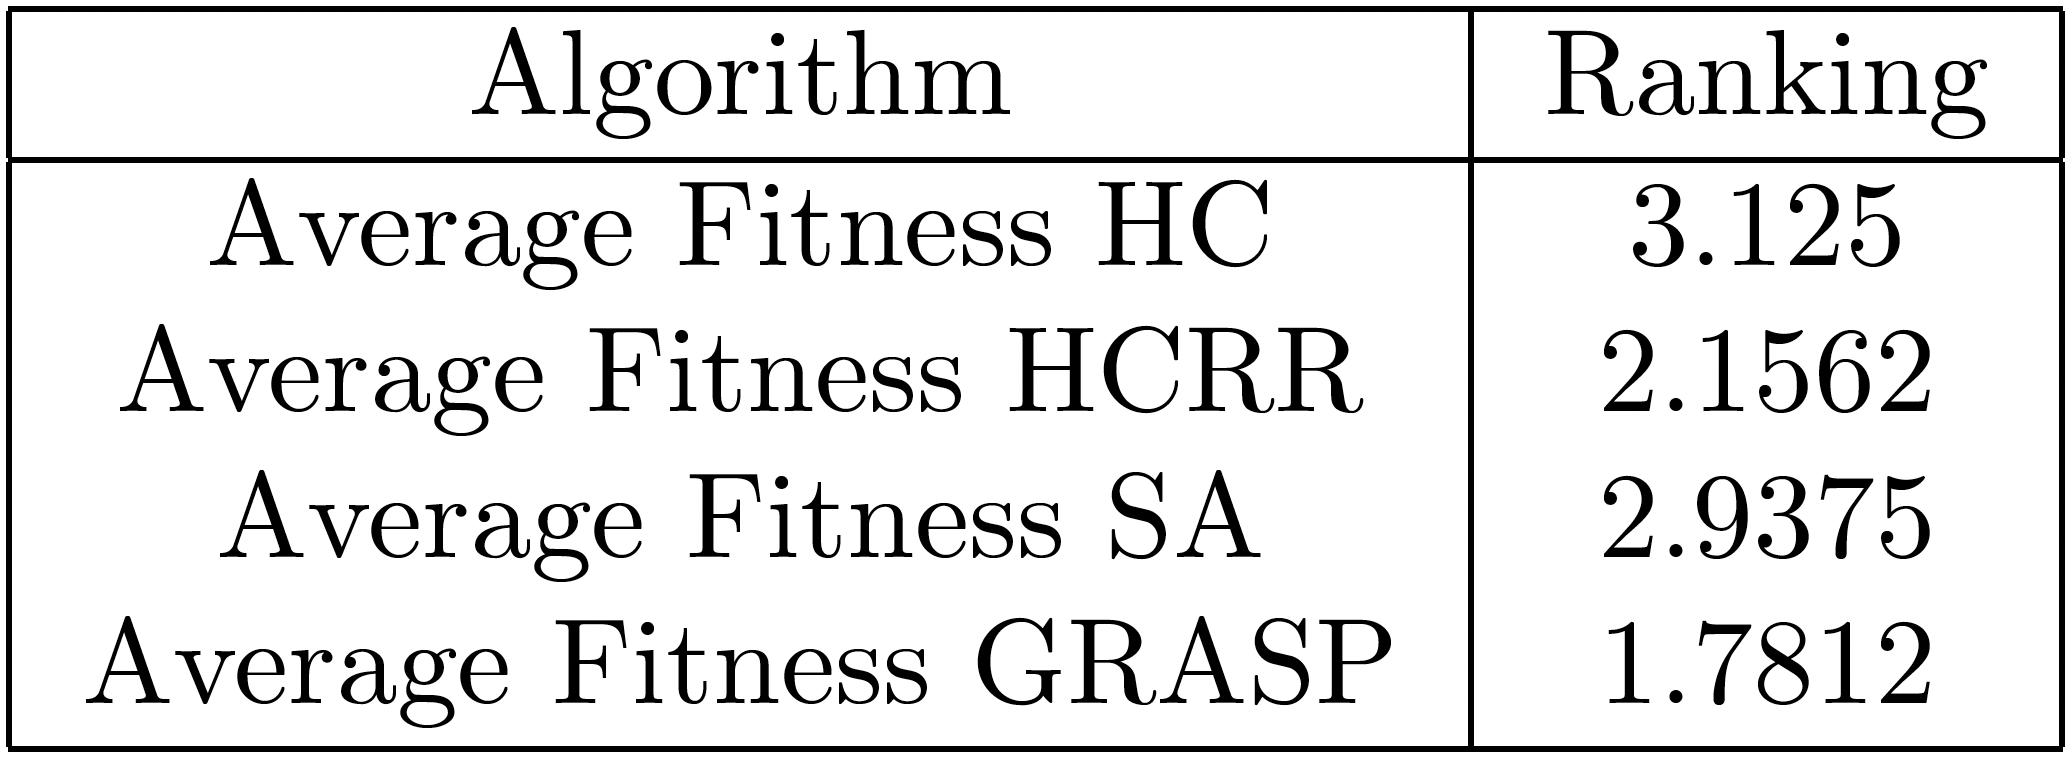 Algorithm Ranking
Average Fitness HC 3.125
Average Fitness HCRR 2.1562
Average Fitness SA 2.9375
Average Fitness GRASP 1.7812